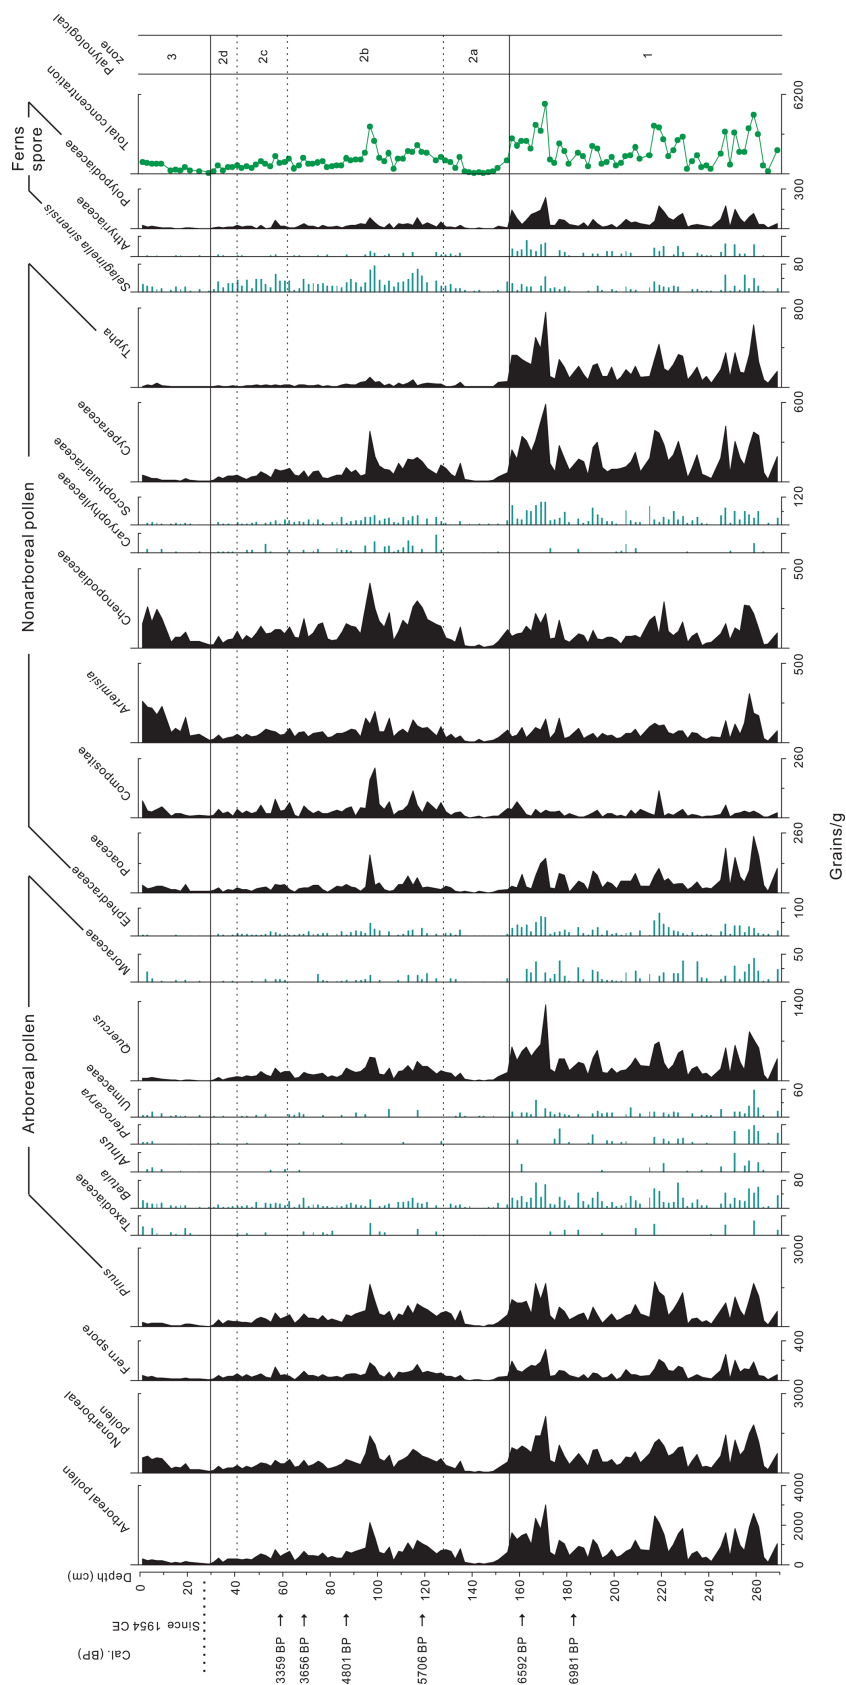 Cal. (BP)
Since 1954 CE
3359 BP
3656 BP
4801 BP
5706 BP
6592 BP
6981 BP
Depth (cm)
0
20
40
60
80
100
120
140
160
180
200
220
240
260
Arboreal pollen
0
2000
4000
Nonarboreal
pollen
3000
Fern spore
400
Pinus
3000
Taxodiaceae
Betula
80
Alnus
Pterocarya
Ulmaceae
60
Quercus
1400
Moraceae
50
Ephedraceae
100
Poaceae
260
Compositae
260
Artemisia
500
Chenopodiaceae
500
Caryophyllaceae
Scrophulariaceae
120
Cyperaceae
600
Typha
800
Selaginella sinensis
80
Athyriaceae
Polypodiaceae
300
Total concentration
6200
Palynological
zone
3
2d
2c
2b
2a
1
Arboreal pollen
Nonarboreal pollen
Ferns
spore
Grains/g